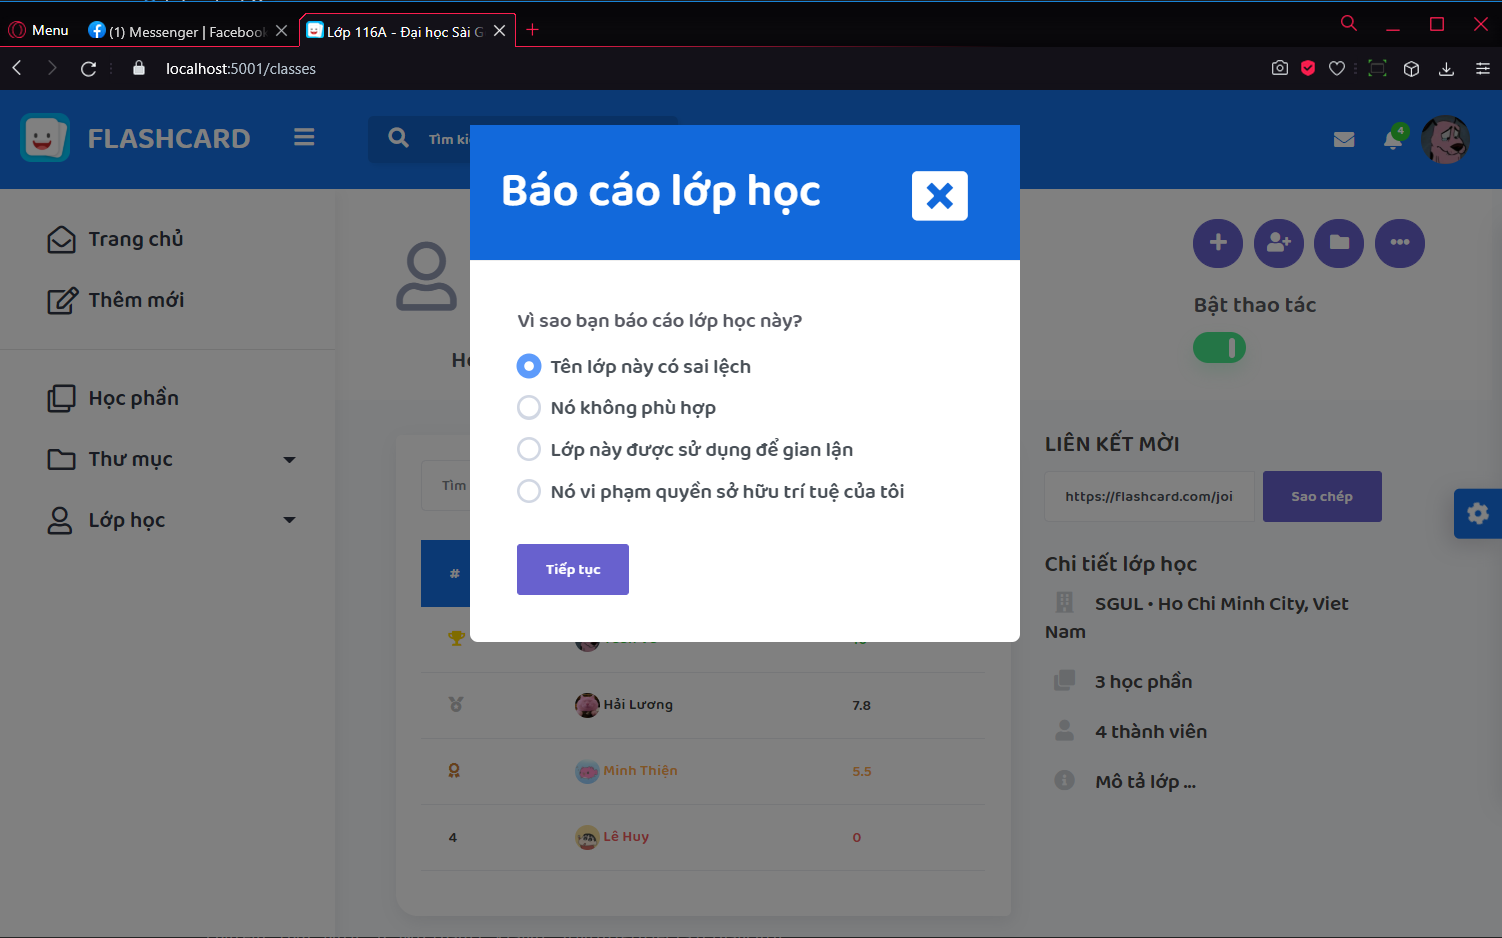 Menu
(1) Messenger | Facebook
Lớp 116A - Đại học Sài G
localhost:5001/classes
FLASHCARD
Tìm ki
4
Báo cáo lớp học
Trang chủ
Thêm mới
Học phần
Thư mục
Lớp học
Vì sao bạn báo cáo lớp học này?
Tên lớp này có sai lệch
Nó không phù hợp
Lớp này được sử dụng để gian lận
Nó vi phạm quyền sở hữu trí tuệ của tôi
Tiếp tục
Tìm
#
Hải Lương 7.8
Minh Thiện 5.5
4 Lê Huy 0
Bật thao tác
LIÊN KẾT MỜI
https://flashcard.com/joi
Sao chép
Chi tiết lớp học
SGUL • Ho Chi Minh City, Viet
Nam
3 học phần
4 thành viên
Mô tả lớp ...